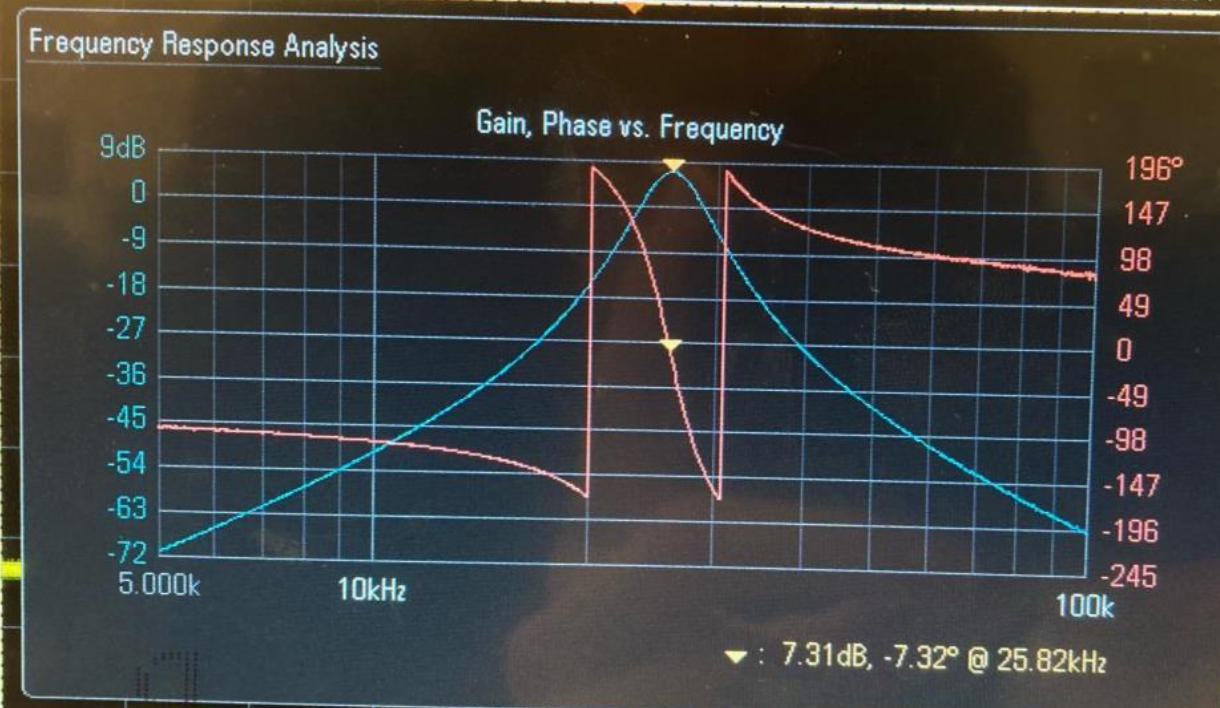 Frequency Response Analysis
Gain, Phase vs. Frequency
9dB
0
-9
-18
-27
-36
-45
-54
-63
-72
196°
147
98
49
0
-49
-98
-147
-196
-245
5.000k
10kHz
100k
: 7.31dB, -7.32° @ 25.82kHz